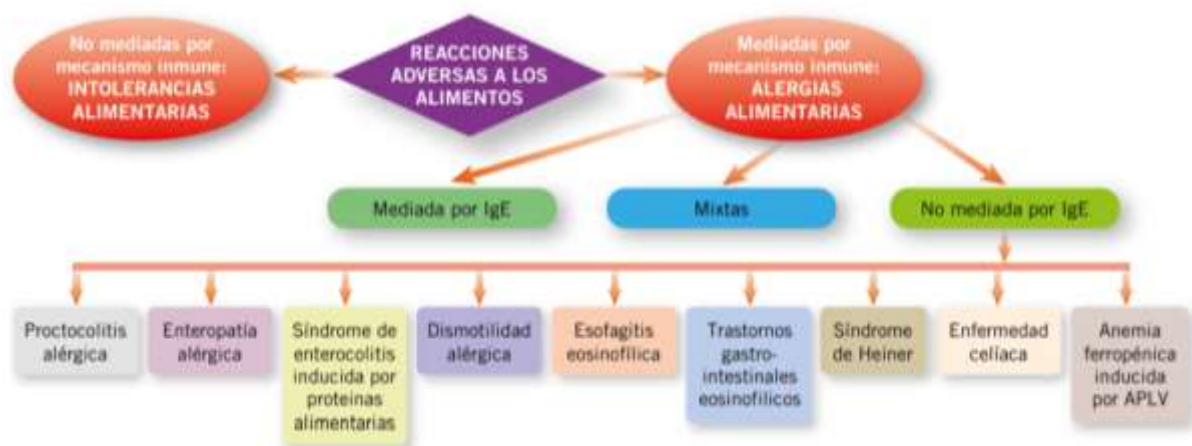 No mediadas por
mecanismo inmune:
INTOLERANCIAS
ALIMENTARIAS
REACCIONES
ADVERSAS A LOS
ALIMENTOS
Mediadas por
mecanismo inmune:
ALERGIAS
ALIMENTARIAS
Mediada por IgE
Mixtas
No mediada por IgE
Proctocolitis
alérgica
Enteropatía
alérgica
Síndrome de
enterocolitis
inducida por
proteínas
alimentarias
Dismotilidad
alérgica
Esofagitis
eosinofílica
Trastornos
gastro-
intestinales
eosinofílicos
Síndrome
de Heiner
Enfermedad
celíaca
Anemia
ferropénica
inducida
por APLV